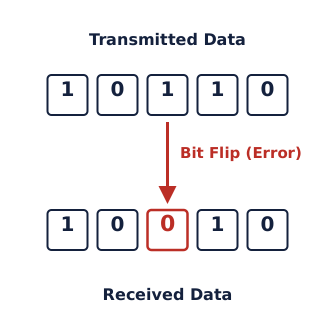 Transmitted Data
1 0 1 1 0
Bit Flip (Error)
1 0 0 1 0
Received Data